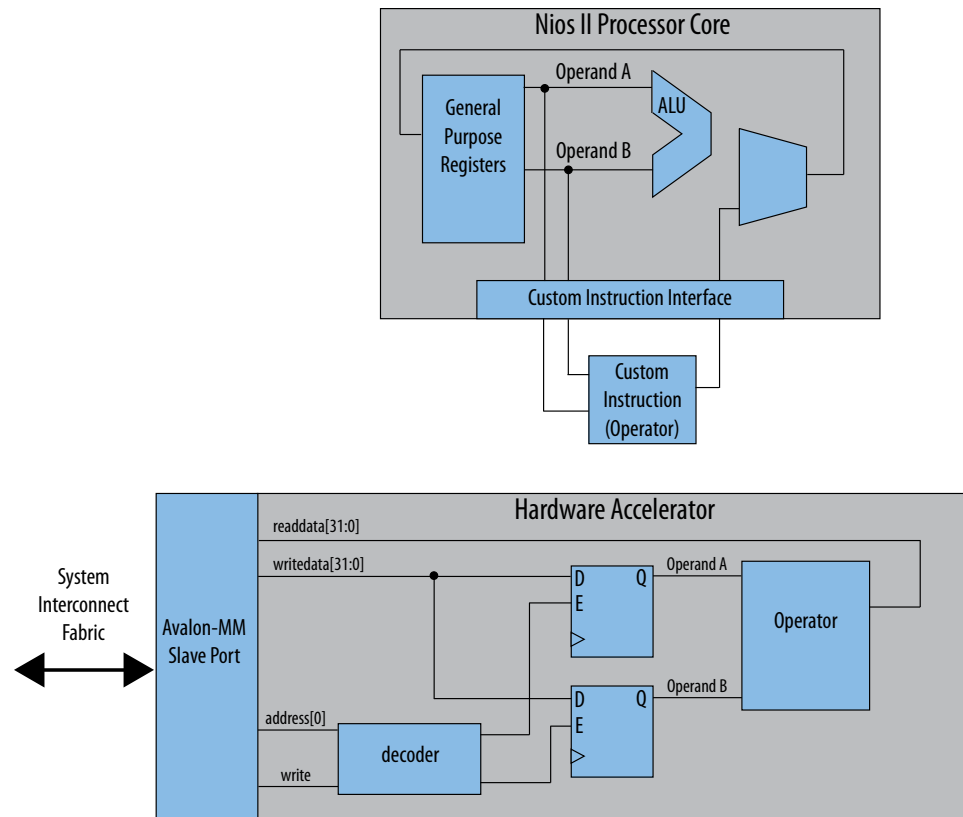 Nios II Processor Core
Operand A
General
Purpose
Registers
ALU
Operand B
Custom Instruction Interface
Custom
Instruction
(Operator)
Hardware Accelerator
readdata[31:0]
writedata[31:0]
System
Interconnect
Fabric
Avalon-MM
Slave Port
D
Q
E
Operand A
Operator
D
Q
E
Operand B
address[0]
decoder
write